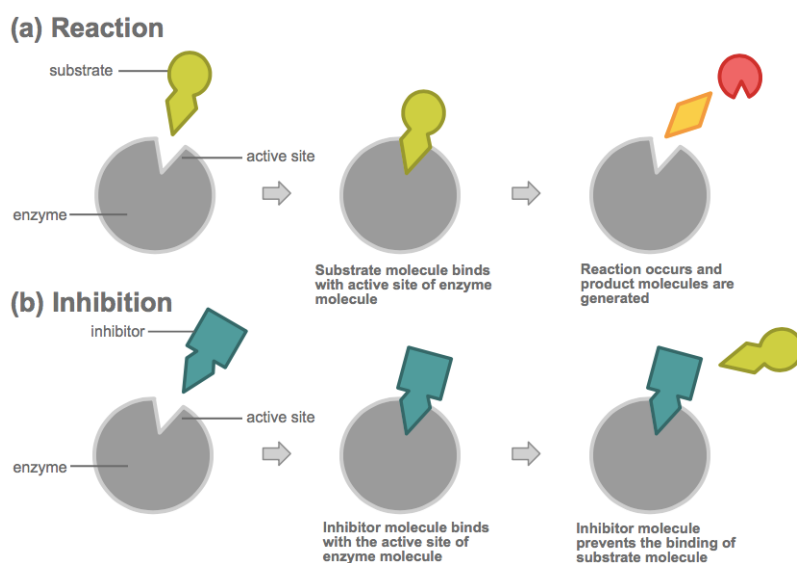 (a) Reaction
substrate
active site
enzyme
Substrate molecule binds
with active site of enzyme
molecule
Reaction occurs and
product molecules are
generated
(b) Inhibition
inhibitor
active site
enzyme
Inhibitor molecule binds
with the active site of
enzyme molecule
Inhibitor molecule
prevents the binding of
substrate molecule